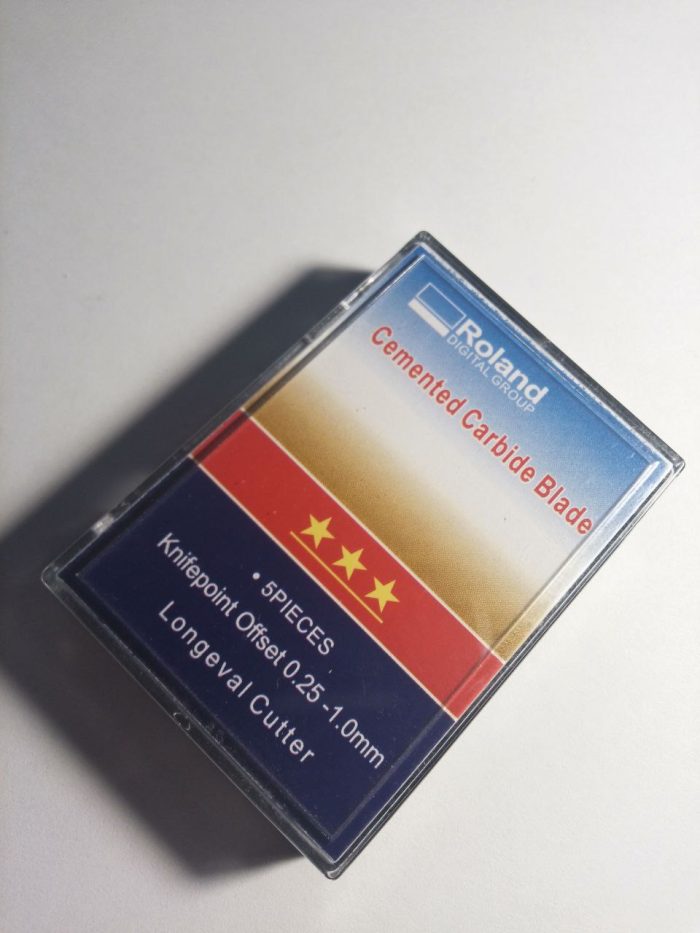 Roland
DIGITAL GROUP
Cemented Carbide Blade
• 5PIECES
Knifepoint Offset 0.25 -1.0mm
Longeval Cutter